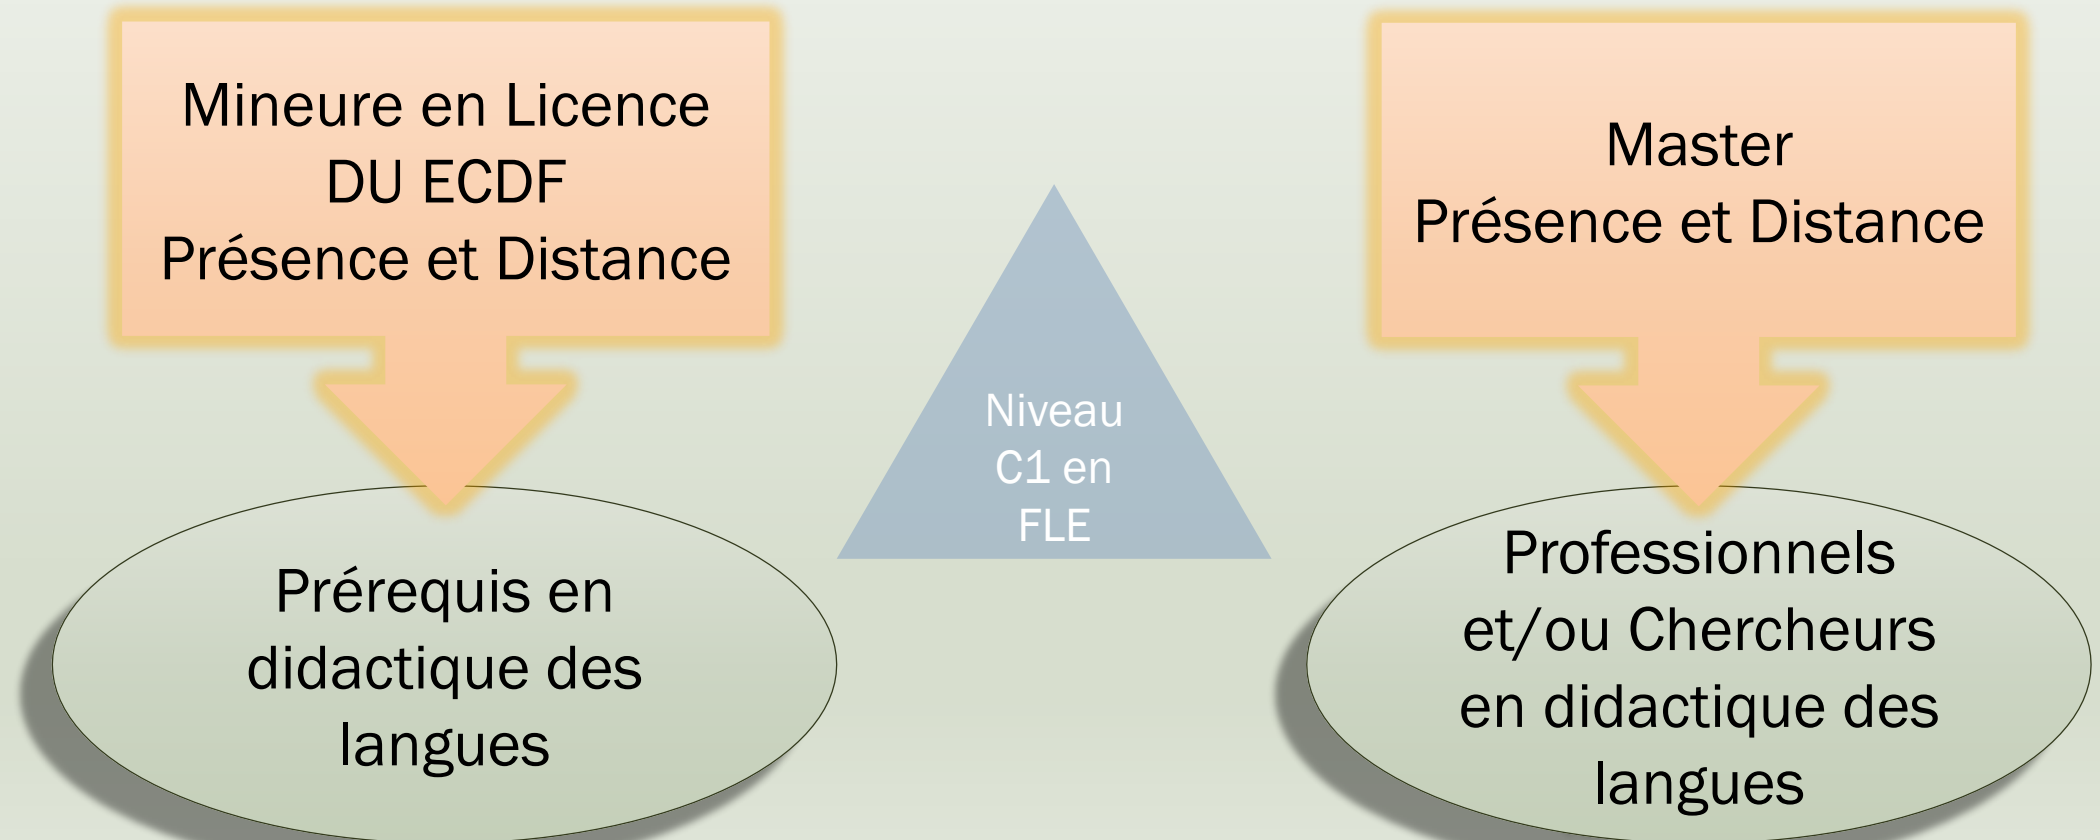 Mineure en Licence
DU ECDF
Présence et Distance
Prérequis en
didactique des
langues
Niveau
C1 en
FLE
Master
Présence et Distance
Professionnels
et/ou Chercheurs
en didactique des
langues